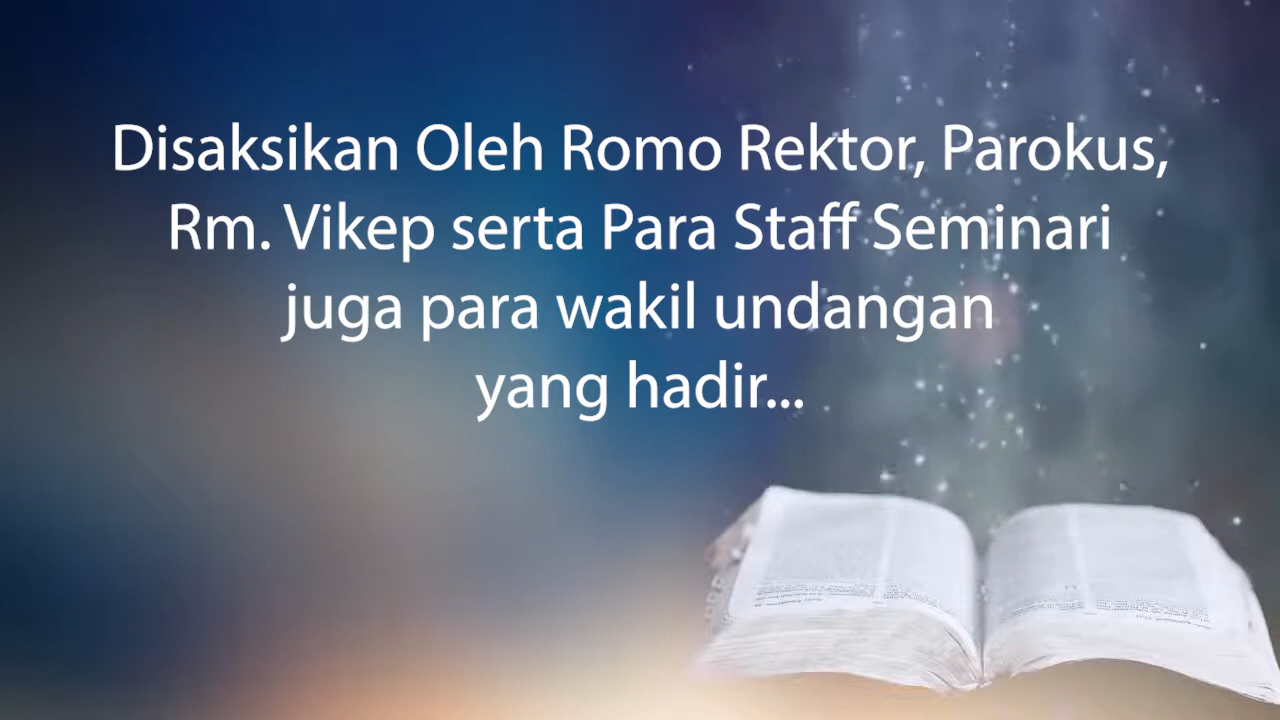 Disaksikan Oleh Romo Rektor, Parokus,
Rm. Vikep serta Para Staff Seminari
juga para wakil undangan
yang hadir...